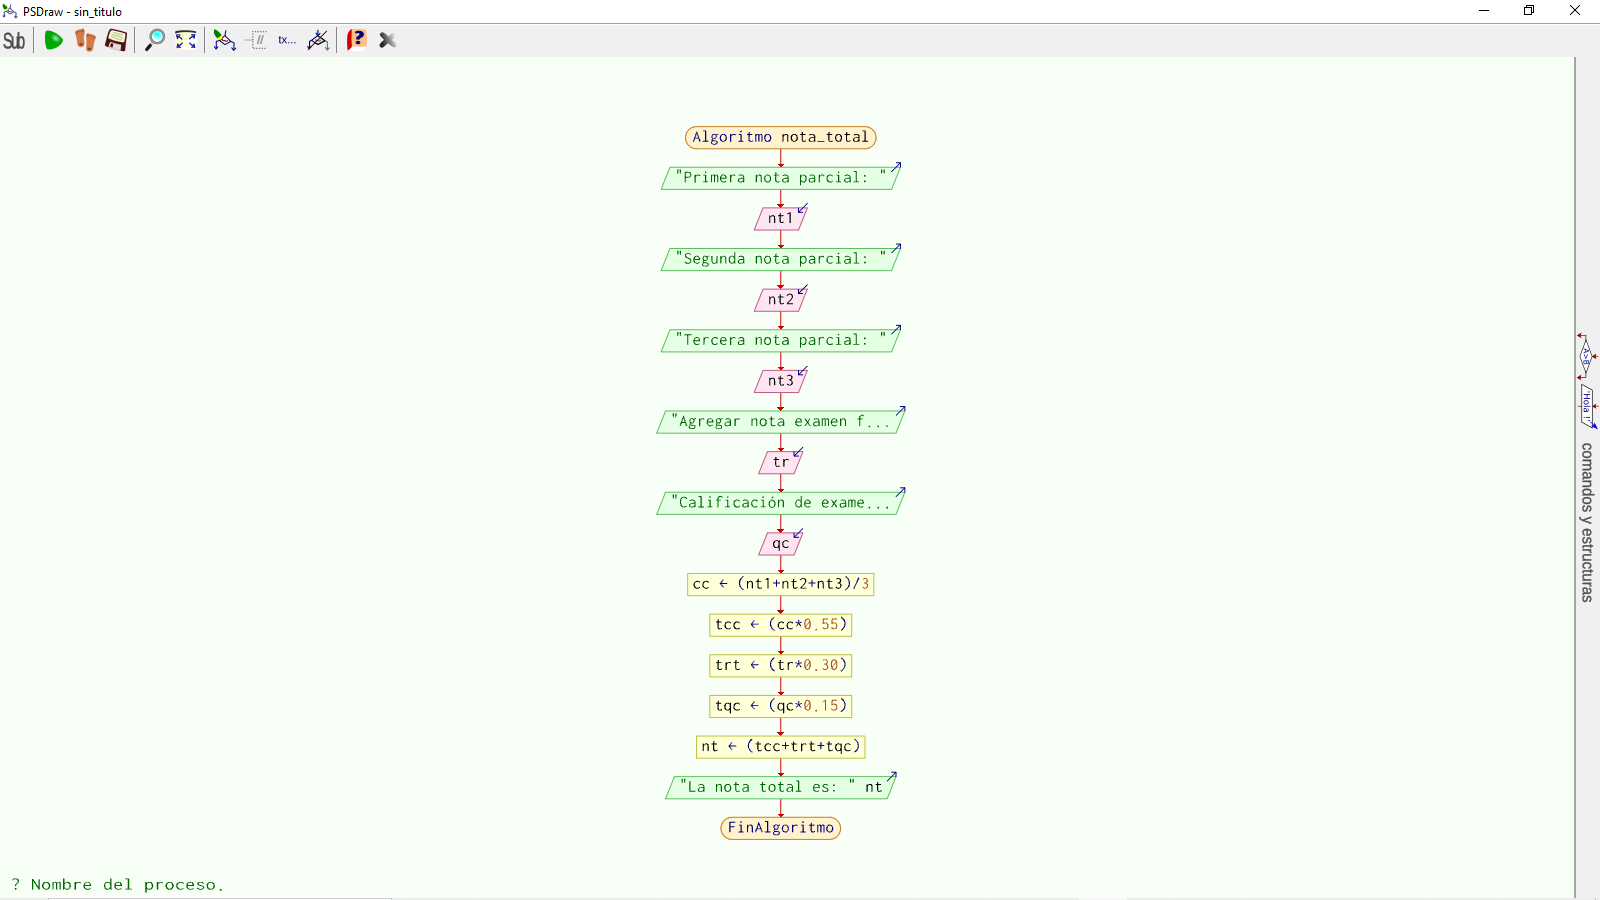 PSDraw - sin_titulo
Sub
tx...
Algoritmo nota_total
"Primera nota parcial: "
nt1
"Segunda nota parcial: "
nt2
"Tercera nota parcial: "
nt3
"Agregar nota examen f...
tr
"Calificación de exame...
qc
cc ← (nt1+nt2+nt3)/3
tcc ← (cc*0.55)
trt ← (tr*0.30)
tqc ← (qc*0.15)
nt ← (tcc+trt+tqc)
"La nota total es: " nt
FinAlgoritmo
A>B
'Hola !'
comandos y estructuras
? Nombre del proceso.